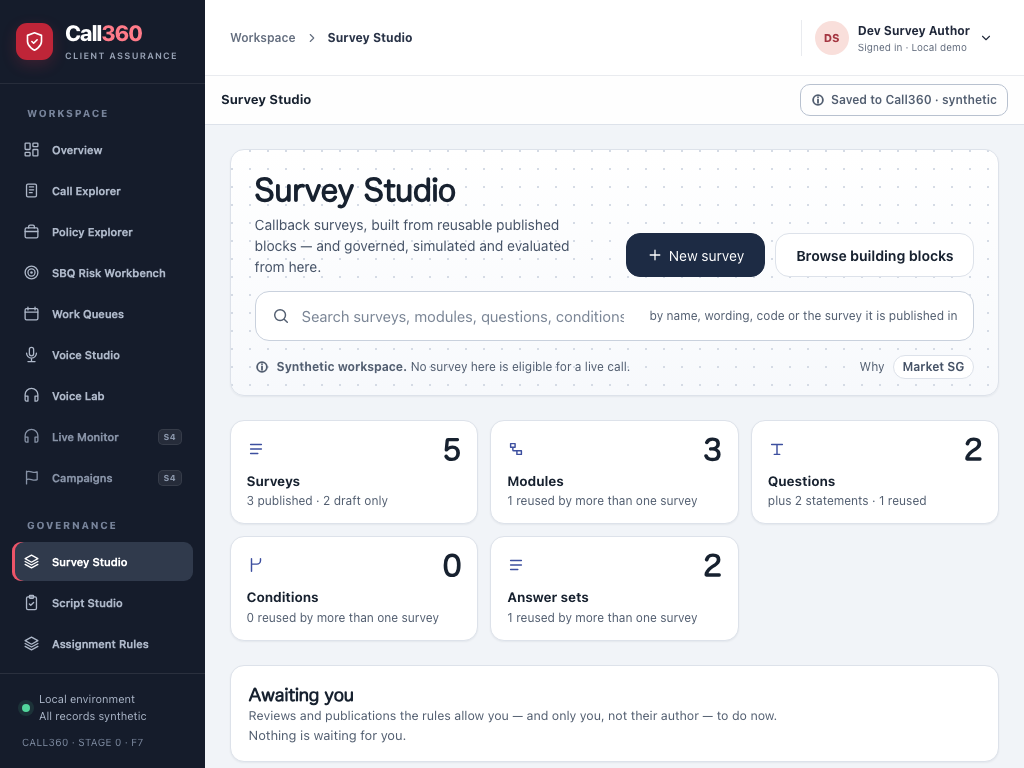 Call360
CLIENT ASSURANCE
WORKSPACE
Overview
Call Explorer
Policy Explorer
SBQ Risk Workbench
Work Queues
Voice Studio
Voice Lab
Live Monitor S4
Campaigns S4
GOVERNANCE
Survey Studio
Script Studio
Assignment Rules
Local environment
All records synthetic
CALL360 · STAGE 0 · F7
Workspace > Survey Studio
DS
Dev Survey Author
Signed in · Local demo
Survey Studio
Saved to Call360 · synthetic
Survey Studio
Callback surveys, built from reusable published
blocks — and governed, simulated and evaluated
from here.
+ New survey
Browse building blocks
Search surveys, modules, questions, conditions
by name, wording, code or the survey it is published in
Synthetic workspace. No survey here is eligible for a live call.
Why Market SG
5
Surveys
3 published · 2 draft only
3
Modules
1 reused by more than one survey
2
Questions
plus 2 statements · 1 reused
0
Conditions
0 reused by more than one survey
2
Answer sets
1 reused by more than one survey
Awaiting you
Reviews and publications the rules allow you — and only you, not their author — to do now.
Nothing is waiting for you.